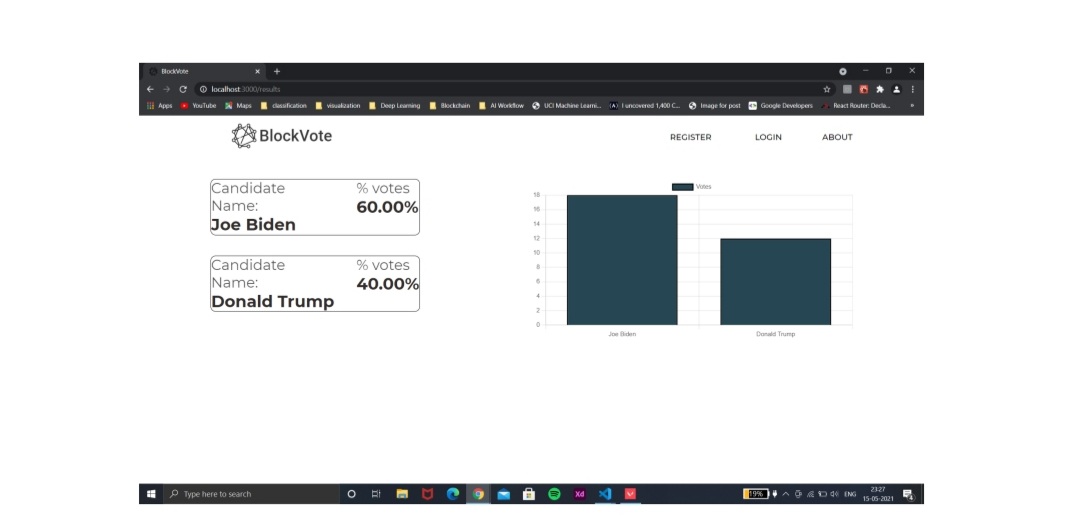 BlockVote
localhost:3000/results
Apps YouTube Maps classification visualization Deep Learning Blockchain AI Workflow UCI Machine Learni... I uncovered 1,400 C... Image for post Google Developers React Router: Decla...
BlockVote
REGISTER LOGIN ABOUT
Candidate
Name:
Joe Biden
% votes
60.00%
Candidate
Name:
Donald Trump
% votes
40.00%
Votes
18
16
14
12
10
8
6
4
2
0
Joe Biden Donald Trump
Type here to search
Xd
19%
ENG
23:27
15-05-2021